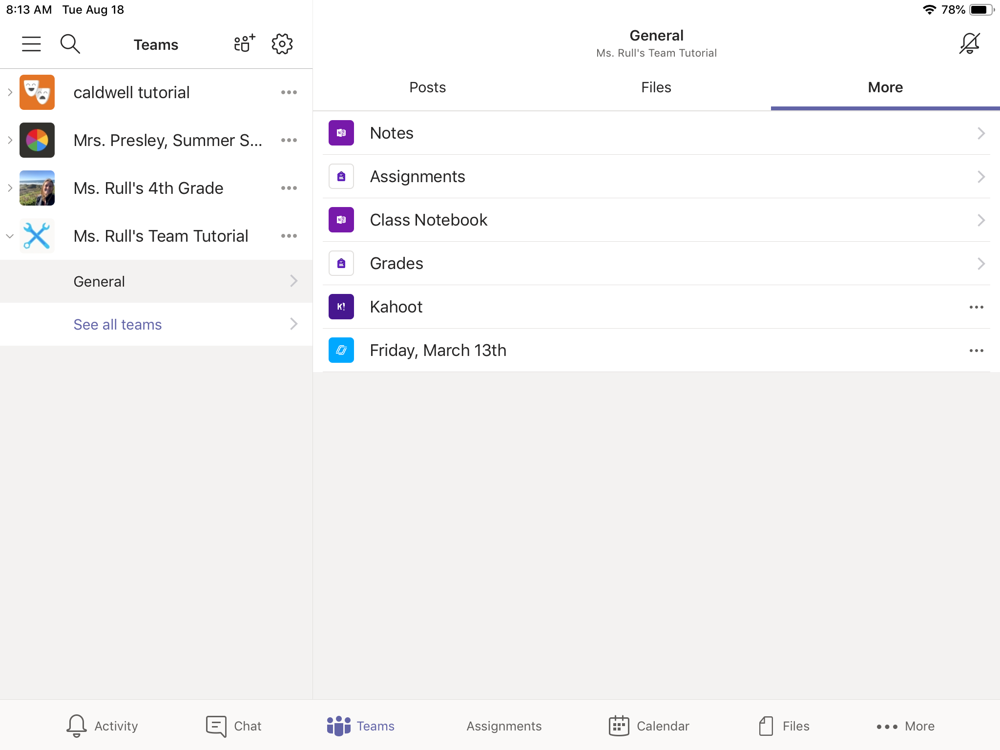 8:13 AM Tue Aug 18
78%
Teams
caldwell tutorial
Mrs. Presley, Summer S...
Ms. Rull's 4th Grade
Ms. Rull's Team Tutorial
General
See all teams
General
Ms. Rull's Team Tutorial
Posts Files More
Notes
Assignments
Class Notebook
Grades
K! Kahoot
Friday, March 13th
Activity Chat Teams Assignments Calendar Files More